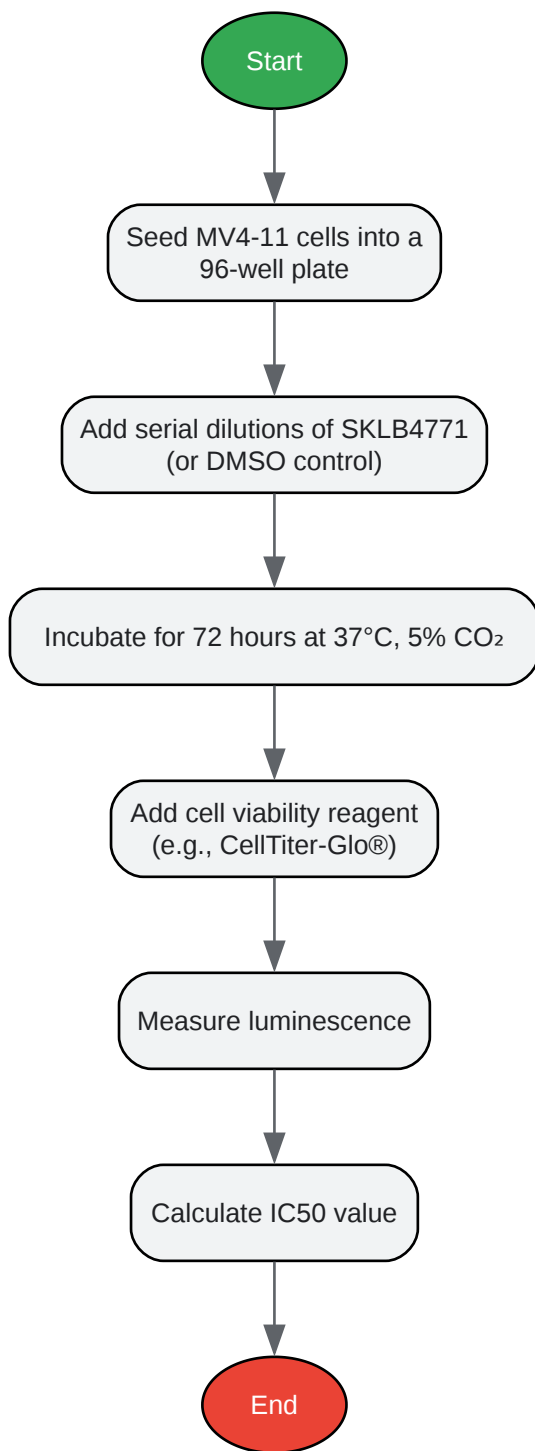 Start
Seed MV4-11 cells into a
96-well plate
Add serial dilutions of SKLB4771
(or DMSO control)
Incubate for 72 hours at 37°C, 5% CO₂
Add cell viability reagent
(e.g., CellTiter-Glo®)
Measure luminescence
Calculate IC50 value
End